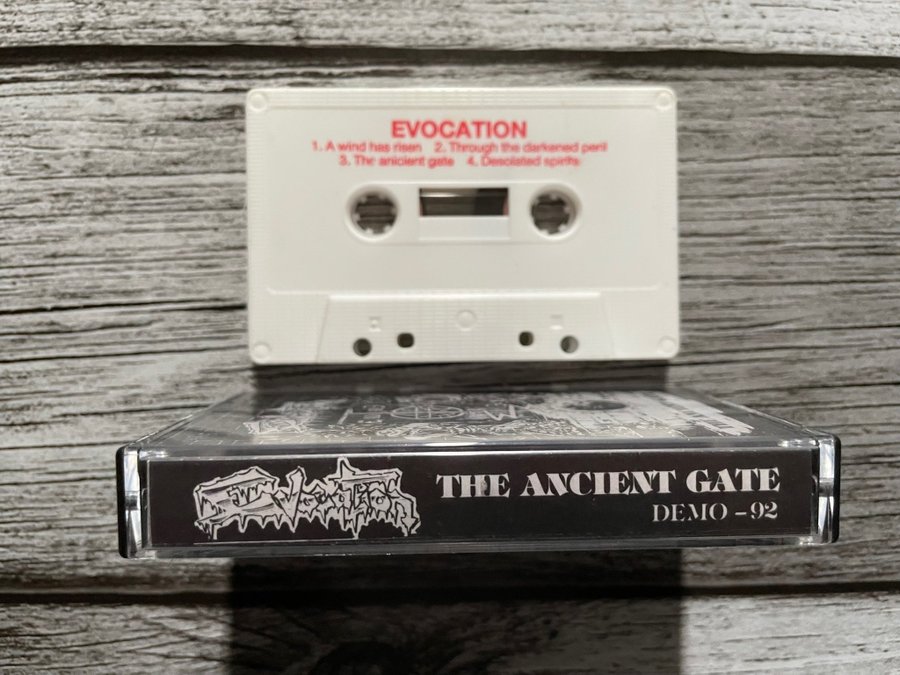 EVOCATION
1. A wind has risen 2. Through the darkened peril
3. The anicient gate 4. Desolated spirits
Evocation THE ANCIENT GATE
DEMO - 92